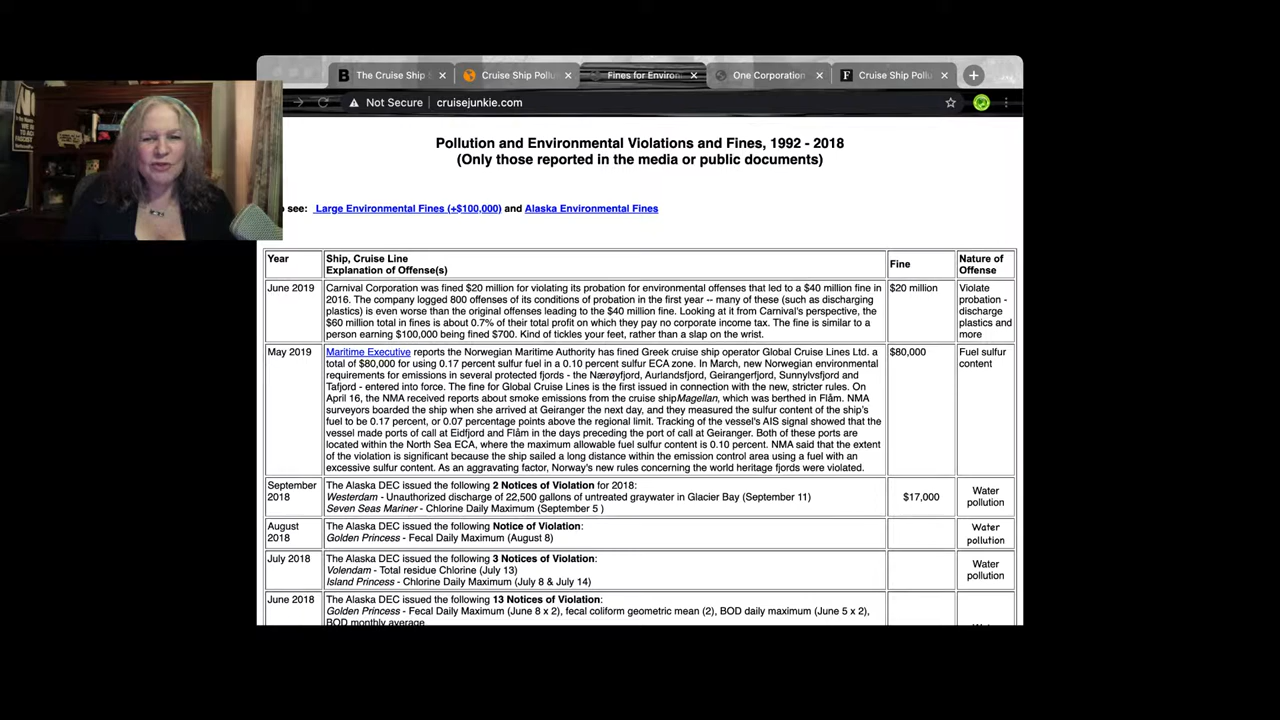 The Cruise Ship
Cruise Ship Pollu
Fines for Environ
One Corporation
Cruise Ship Pollu
Not Secure
cruisejunkie.com
Pollution and Environmental Violations and Fines, 1992 - 2018
(Only those reported in the media or public documents)
see: Large Environmental Fines (+$100,000) and Alaska Environmental Fines
Year
Ship, Cruise Line
Explanation of Offense(s)
Fine
Nature of
Offense
June 2019
Carnival Corporation was fined $20 million for violating its probation for environmental offenses that led to a $40 million fine in
2016. The company logged 800 offenses of its conditions of probation in the first year -- many of these (such as discharging
plastics) is even worse than the original offenses leading to the $40 million fine. Looking at it from Carnival's perspective, the
$60 million total in fines is about 0.7% of their total profit on which they pay no corporate income tax. The fine is similar to a
person earning $100,000 being fined $700. Kind of tickles your feet, rather than a slap on the wrist.
$20 million
Violate
probation -
discharge
plastics and
more
May 2019
Maritime Executive reports the Norwegian Maritime Authority has fined Greek cruise ship operator Global Cruise Lines Ltd. a
total of $80,000 for using 0.17 percent sulfur fuel in a 0.10 percent sulfur ECA zone. In March, new Norwegian environmental
requirements for emissions in several protected fjords - the Nærøyfjord, Aurlandsfjord, Geirangerfjord, Sunnylvsfjord and
Tafjord - entered into force. The fine for Global Cruise Lines is the first issued in connection with the new, stricter rules. On
April 16, the NMA received reports about smoke emissions from the cruise shipMagellan, which was berthed in Flåm. NMA
surveyors boarded the ship when she arrived at Geiranger the next day, and they measured the sulfur content of the ship's
fuel to be 0.17 percent, or 0.07 percentage points above the regional limit. Tracking of the vessel's AIS signal showed that the
vessel made ports of call at Eidfjord and Flåm in the days preceding the port of call at Geiranger. Both of these ports are
located within the North Sea ECA, where the maximum allowable fuel sulfur content is 0.10 percent. NMA said that the extent
of the violation is significant because the ship sailed a long distance within the emission control area using a fuel with an
excessive sulfur content. As an aggravating factor, Norway's new rules concerning the world heritage fjords were violated.
$80,000
Fuel sulfur
content
September
2018
The Alaska DEC issued the following 2 Notices of Violation for 2018:
Westerdam - Unauthorized discharge of 22,500 gallons of untreated graywater in Glacier Bay (September 11)
Seven Seas Mariner - Chlorine Daily Maximum (September 5 )
$17,000
Water
pollution
August
2018
The Alaska DEC issued the following Notice of Violation:
Golden Princess - Fecal Daily Maximum (August 8)
Water
pollution
July 2018
The Alaska DEC issued the following 3 Notices of Violation:
Volendam - Total residue Chlorine (July 13)
Island Princess - Chlorine Daily Maximum (July 8 & July 14)
Water
pollution
June 2018
The Alaska DEC issued the following 13 Notices of Violation:
Golden Princess - Fecal Daily Maximum (June 8 x 2), fecal coliform geometric mean (2), BOD daily maximum (June 5 x 2),
BOD monthly average